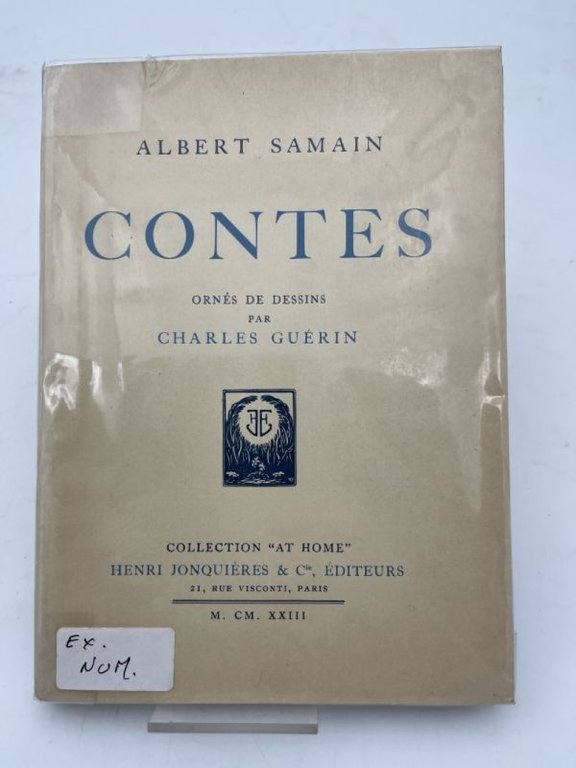 ALBERT SAMAIN
CONTES
ORNÉS DE DESSINS
PAR
CHARLES GUÉRIN
COLLECTION "AT HOME"
HENRI JONQUIÈRES & Cie, ÉDITEURS
21, RUE VISCONTI, PARIS
M. CM. XXIII
Ex.
NUM.